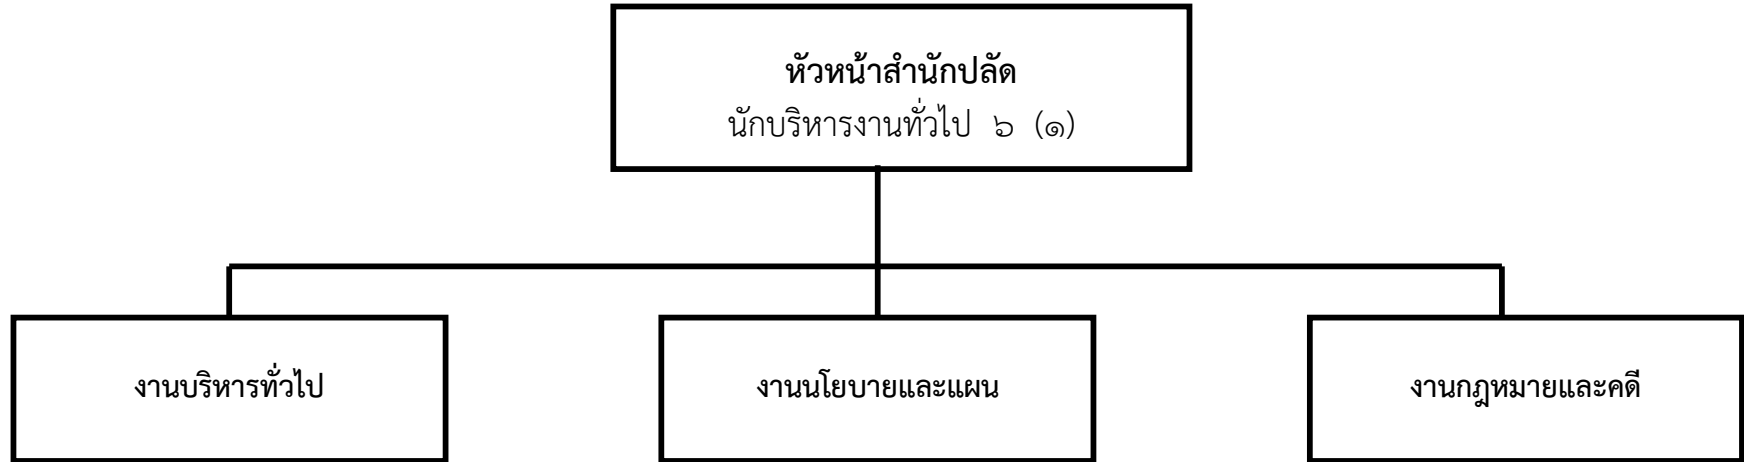 หัวหน้าสำนักปลัด
นักบริหารงานทั่วไป ๖ (๑)
งานบริหารทั่วไป
งานนโยบายและแผน
งานกฎหมายและคดี